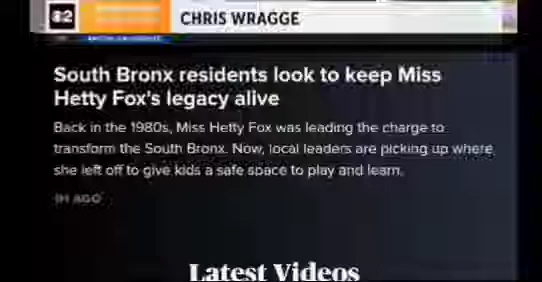 CHRIS WRAGGE
South Bronx residents look to keep Miss
Hetty Fox's legacy alive
Back in the 1980s, Miss Hetty Fox was leading the charge to
transform the South Bronx. Now, local leaders are picking up where
she left off to give kids a safe space to play and learn.
1H AGO
Latest Videos